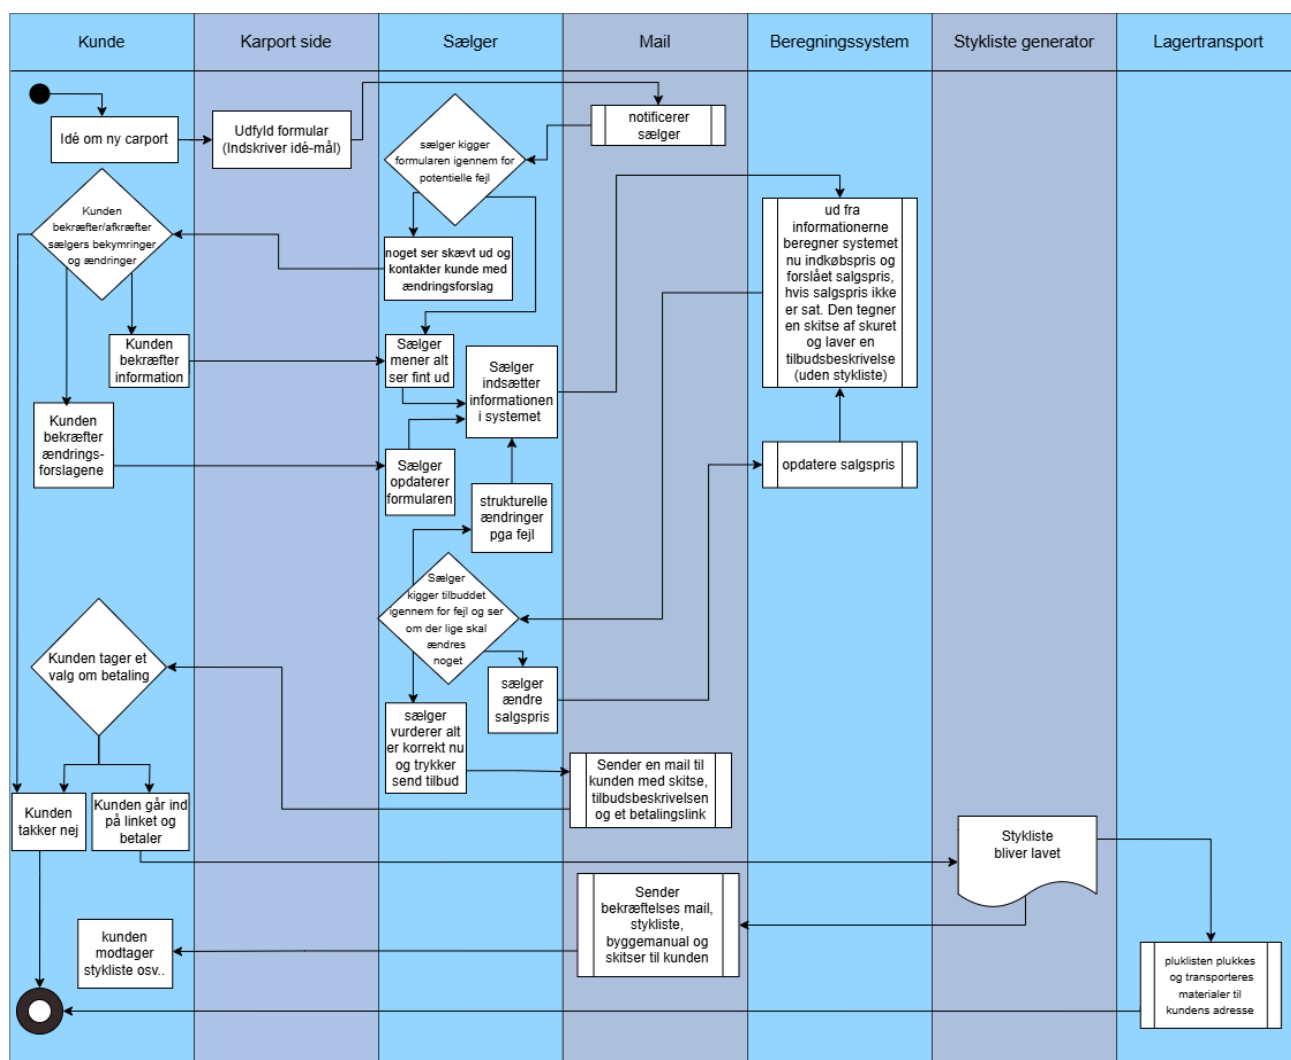 Kunde
Karport side
Sælger
Mail
Beregningssystem
Stykliste generator
Lagertransport
Idé om ny carport
Udfyld formular
(Indskriver idé-mål)
notificerer
sælger
sælger kigger
formularen igennem for
potentielle fejl
Kunden
bekræfter/afkræfter
sælgers bekymringer
og ændringer
noget ser skævt ud og
kontakter kunde med
ændringsforslag
ud fra
informationerne
beregner systemet
nu indkøbspris og
forslået salgspris,
hvis salgspris ikke
er sat. Den tegner
en skitse af skuret
og laver en
tilbudsbeskrivelse
(uden stykliste)
Kunden
bekræfter
information
Sælger
mener alt
ser fint ud
Sælger
indsætter
informationen
i systemet
Kunden
bekræfter
ændrings-
forslagene
Sælger
opdaterer
formularen
opdatere salgspris
strukturelle
ændringer
pga fejl
Sælger
kigger tilbuddet
igennem for fejl og ser
om der lige skal
ændres
noget
Kunden tager et
valg om betaling
sælger
ændre
salgspris
sælger
vurderer alt
er korrekt nu
og trykker
send tilbud
Sender en mail til
kunden med skitse,
tilbudsbeskrivelsen
og et betalingslink
Kunden
takker nej
Kunden går ind
på linket og
betaler
Stykliste
bliver lavet
Sender
bekræftelses mail,
stykliste,
byggemanual og
skitser til kunden
kunden
modtager
stykliste osv..
pluklisten plukkes
og transporteres
materialer til
kundens adresse